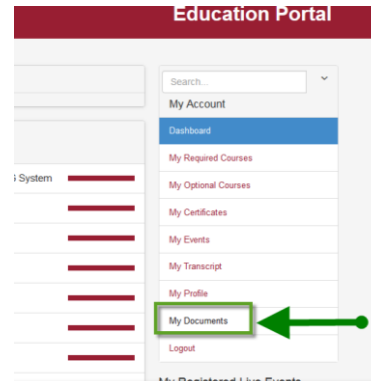 Education Portal
Search...
My Account
Dashboard
My Required Courses
System
My Optional Courses
My Certificates
My Events
My Transcript
My Profile
My Documents
Logout
My Registered Live Events